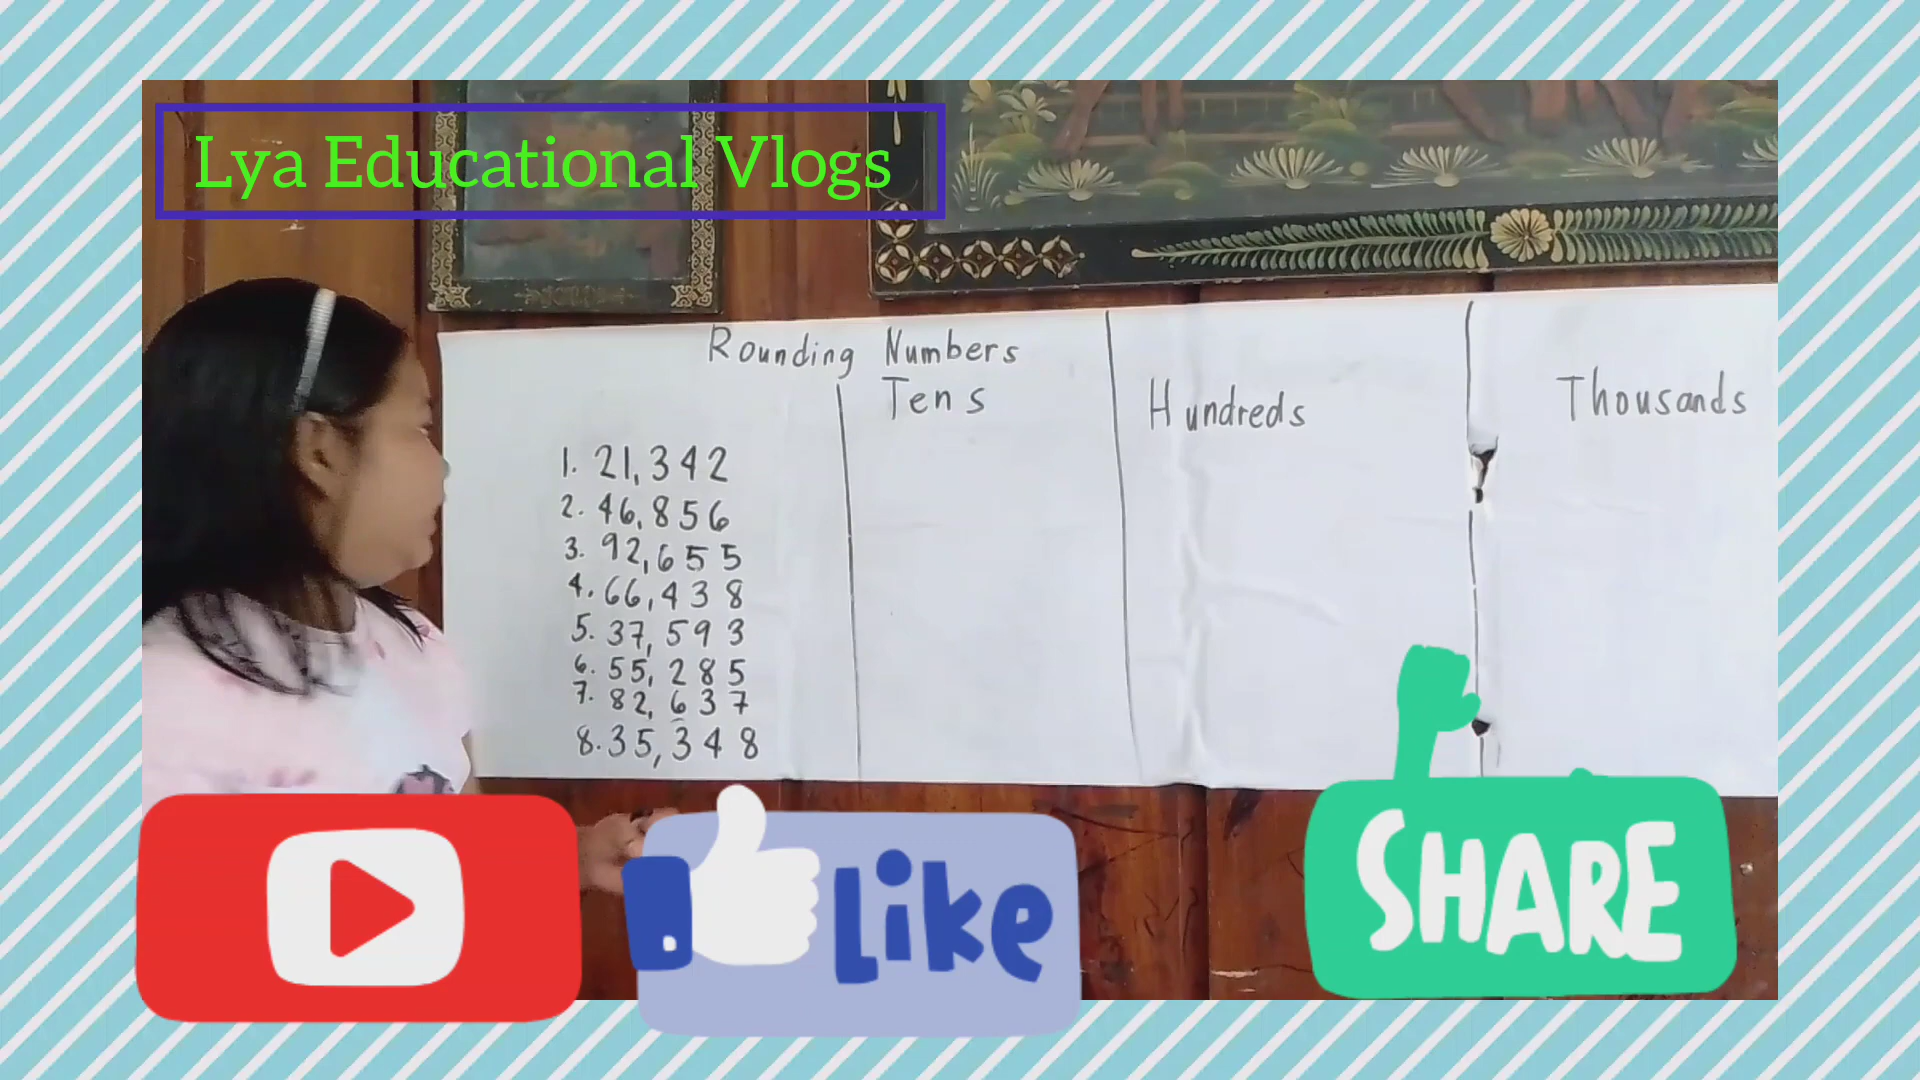 Lya Educational Vlogs
Rounding Numbers
Tens
Hundreds
Thousands
1. 21,342
2. 46,856
3. 92,655
4. 66,438
5. 37,593
6. 55,285
7. 82,637
8. 35,348
Like
SHARE